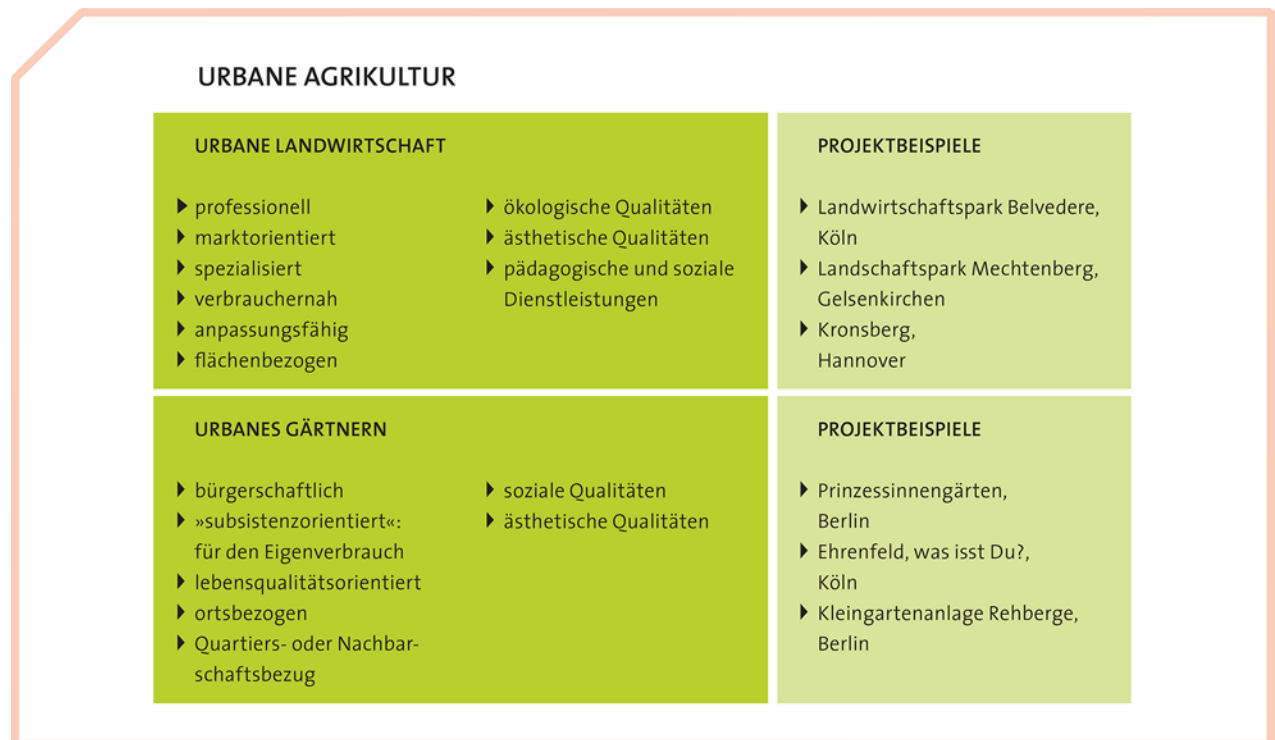 URBANE AGRIKULTUR
URBANE LANDWIRTSCHAFT
professionell
marktorientiert
spezialisiert
verbrauchernah
anpassungsfähig
flächenbezogen
ökologische Qualitäten
ästhetische Qualitäten
pädagogische und soziale
Dienstleistungen
PROJEKTBEISPIELE
Landwirtschaftspark Belvedere,
Köln
Landschaftspark Mechtenberg,
Gelsenkirchen
Kronsberg,
Hannover
URBANES GÄRTNERN
bürgerschaftlich
»subsistenzorientiert«:
für den Eigenverbrauch
lebensqualitätsorientiert
ortsbezogen
Quartiers- oder Nachbar-
schaftsbezug
soziale Qualitäten
ästhetische Qualitäten
PROJEKTBEISPIELE
Prinzessinnengärten,
Berlin
Ehrenfeld, was isst Du?,
Köln
Kleingartenanlage Rehberge,
Berlin